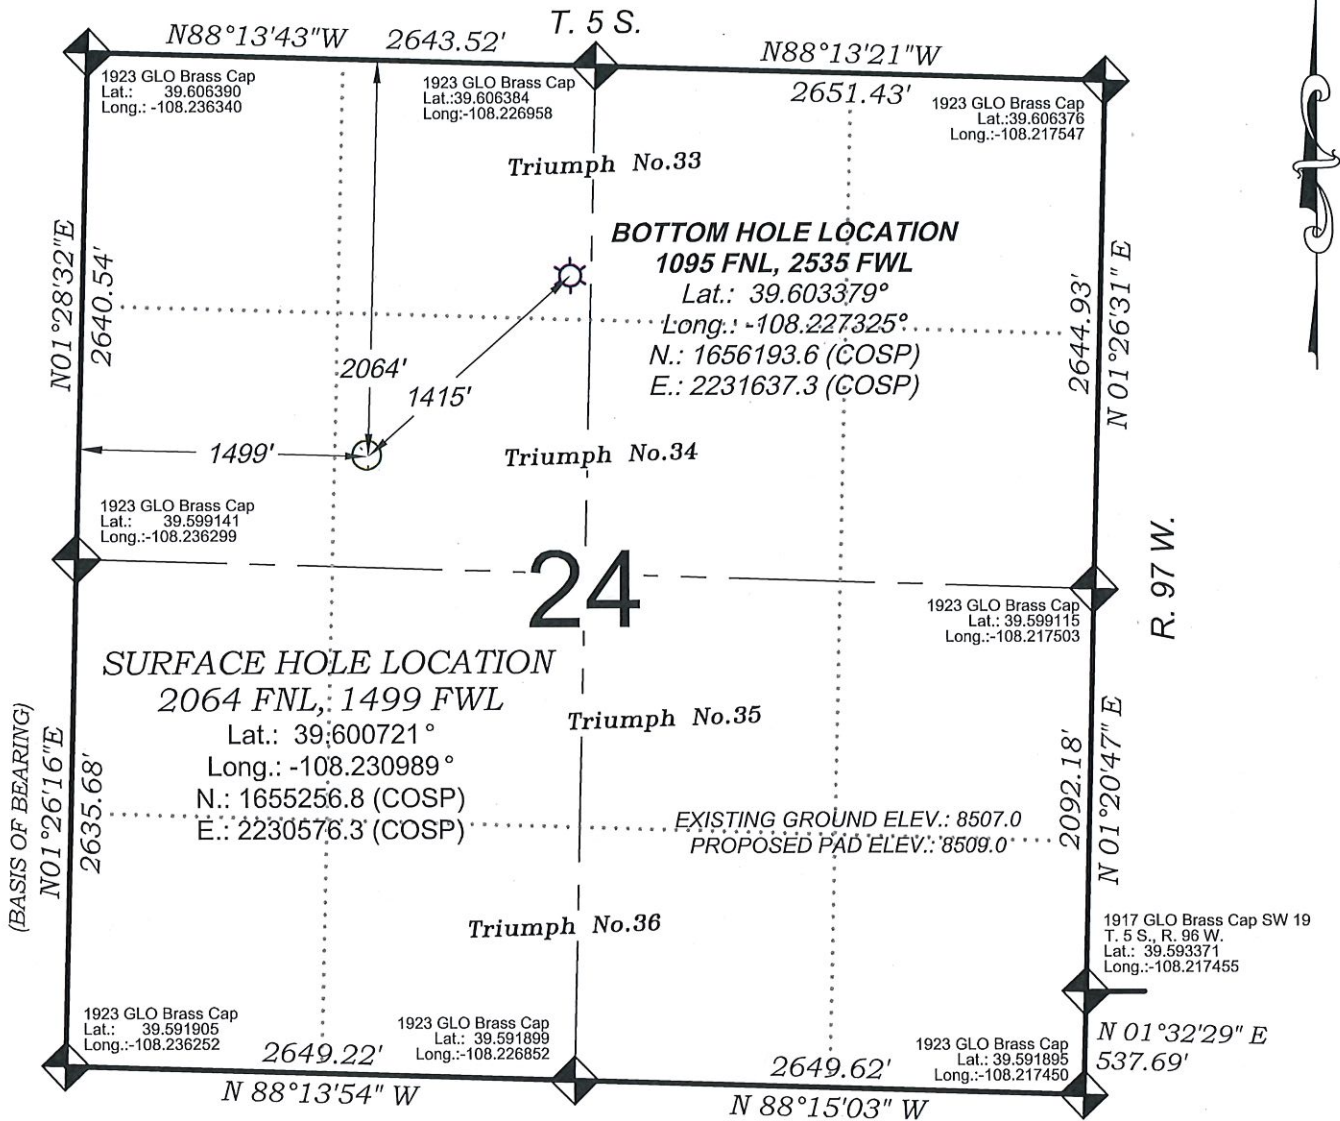 T. 5 S.
N88°13'43"W 2643.52'
N88°13'21"W
2651.43'
1923 GLO Brass Cap
Lat.: 39.606390
Long.: -108.236340
1923 GLO Brass Cap
Lat.:39.606384
Long:-108.226958
1923 GLO Brass Cap
Lat.:39.606376
Long.:-108.217547
Triumph No.33
BOTTOM HOLE LOCATION
1095 FNL, 2535 FWL
Lat.: 39.603379°
Long.: -108.227325°
N.: 1656193.6 (COSP)
E.: 2231637.3 (COSP)
N01°28'32"E
2640.54'
2644.93'
N 01°26'31" E
2064'
1415'
1499'
Triumph No.34
1923 GLO Brass Cap
Lat.: 39.599141
Long.:-108.236299
24
R. 97 W.
1923 GLO Brass Cap
Lat.: 39.599115
Long.:-108.217503
SURFACE HOLE LOCATION
2064 FNL, 1499 FWL
Lat.: 39.600721°
Long.: -108.230989°
N.: 1655256.8 (COSP)
E.: 2230576.3 (COSP)
Triumph No.35
(BASIS OF BEARING)
N01°26'16"E
2635.68'
2092.18'
N 01°20'47" E
EXISTING GROUND ELEV.: 8507.0
PROPOSED PAD ELEV.: 8509.0
Triumph No.36
1917 GLO Brass Cap SW 19
T. 5 S., R. 96 W.
Lat.: 39.593371
Long.:-108.217455
1923 GLO Brass Cap
Lat.: 39.591905
Long.:-108.236252
1923 GLO Brass Cap
Lat.: 39.591899
Long.:-108.226852
1923 GLO Brass Cap
Lat.: 39.591895
Long.:-108.217450
N 01°32'29" E
537.69'
2649.22'
N 88°13'54" W
2649.62'
N 88°15'03" W